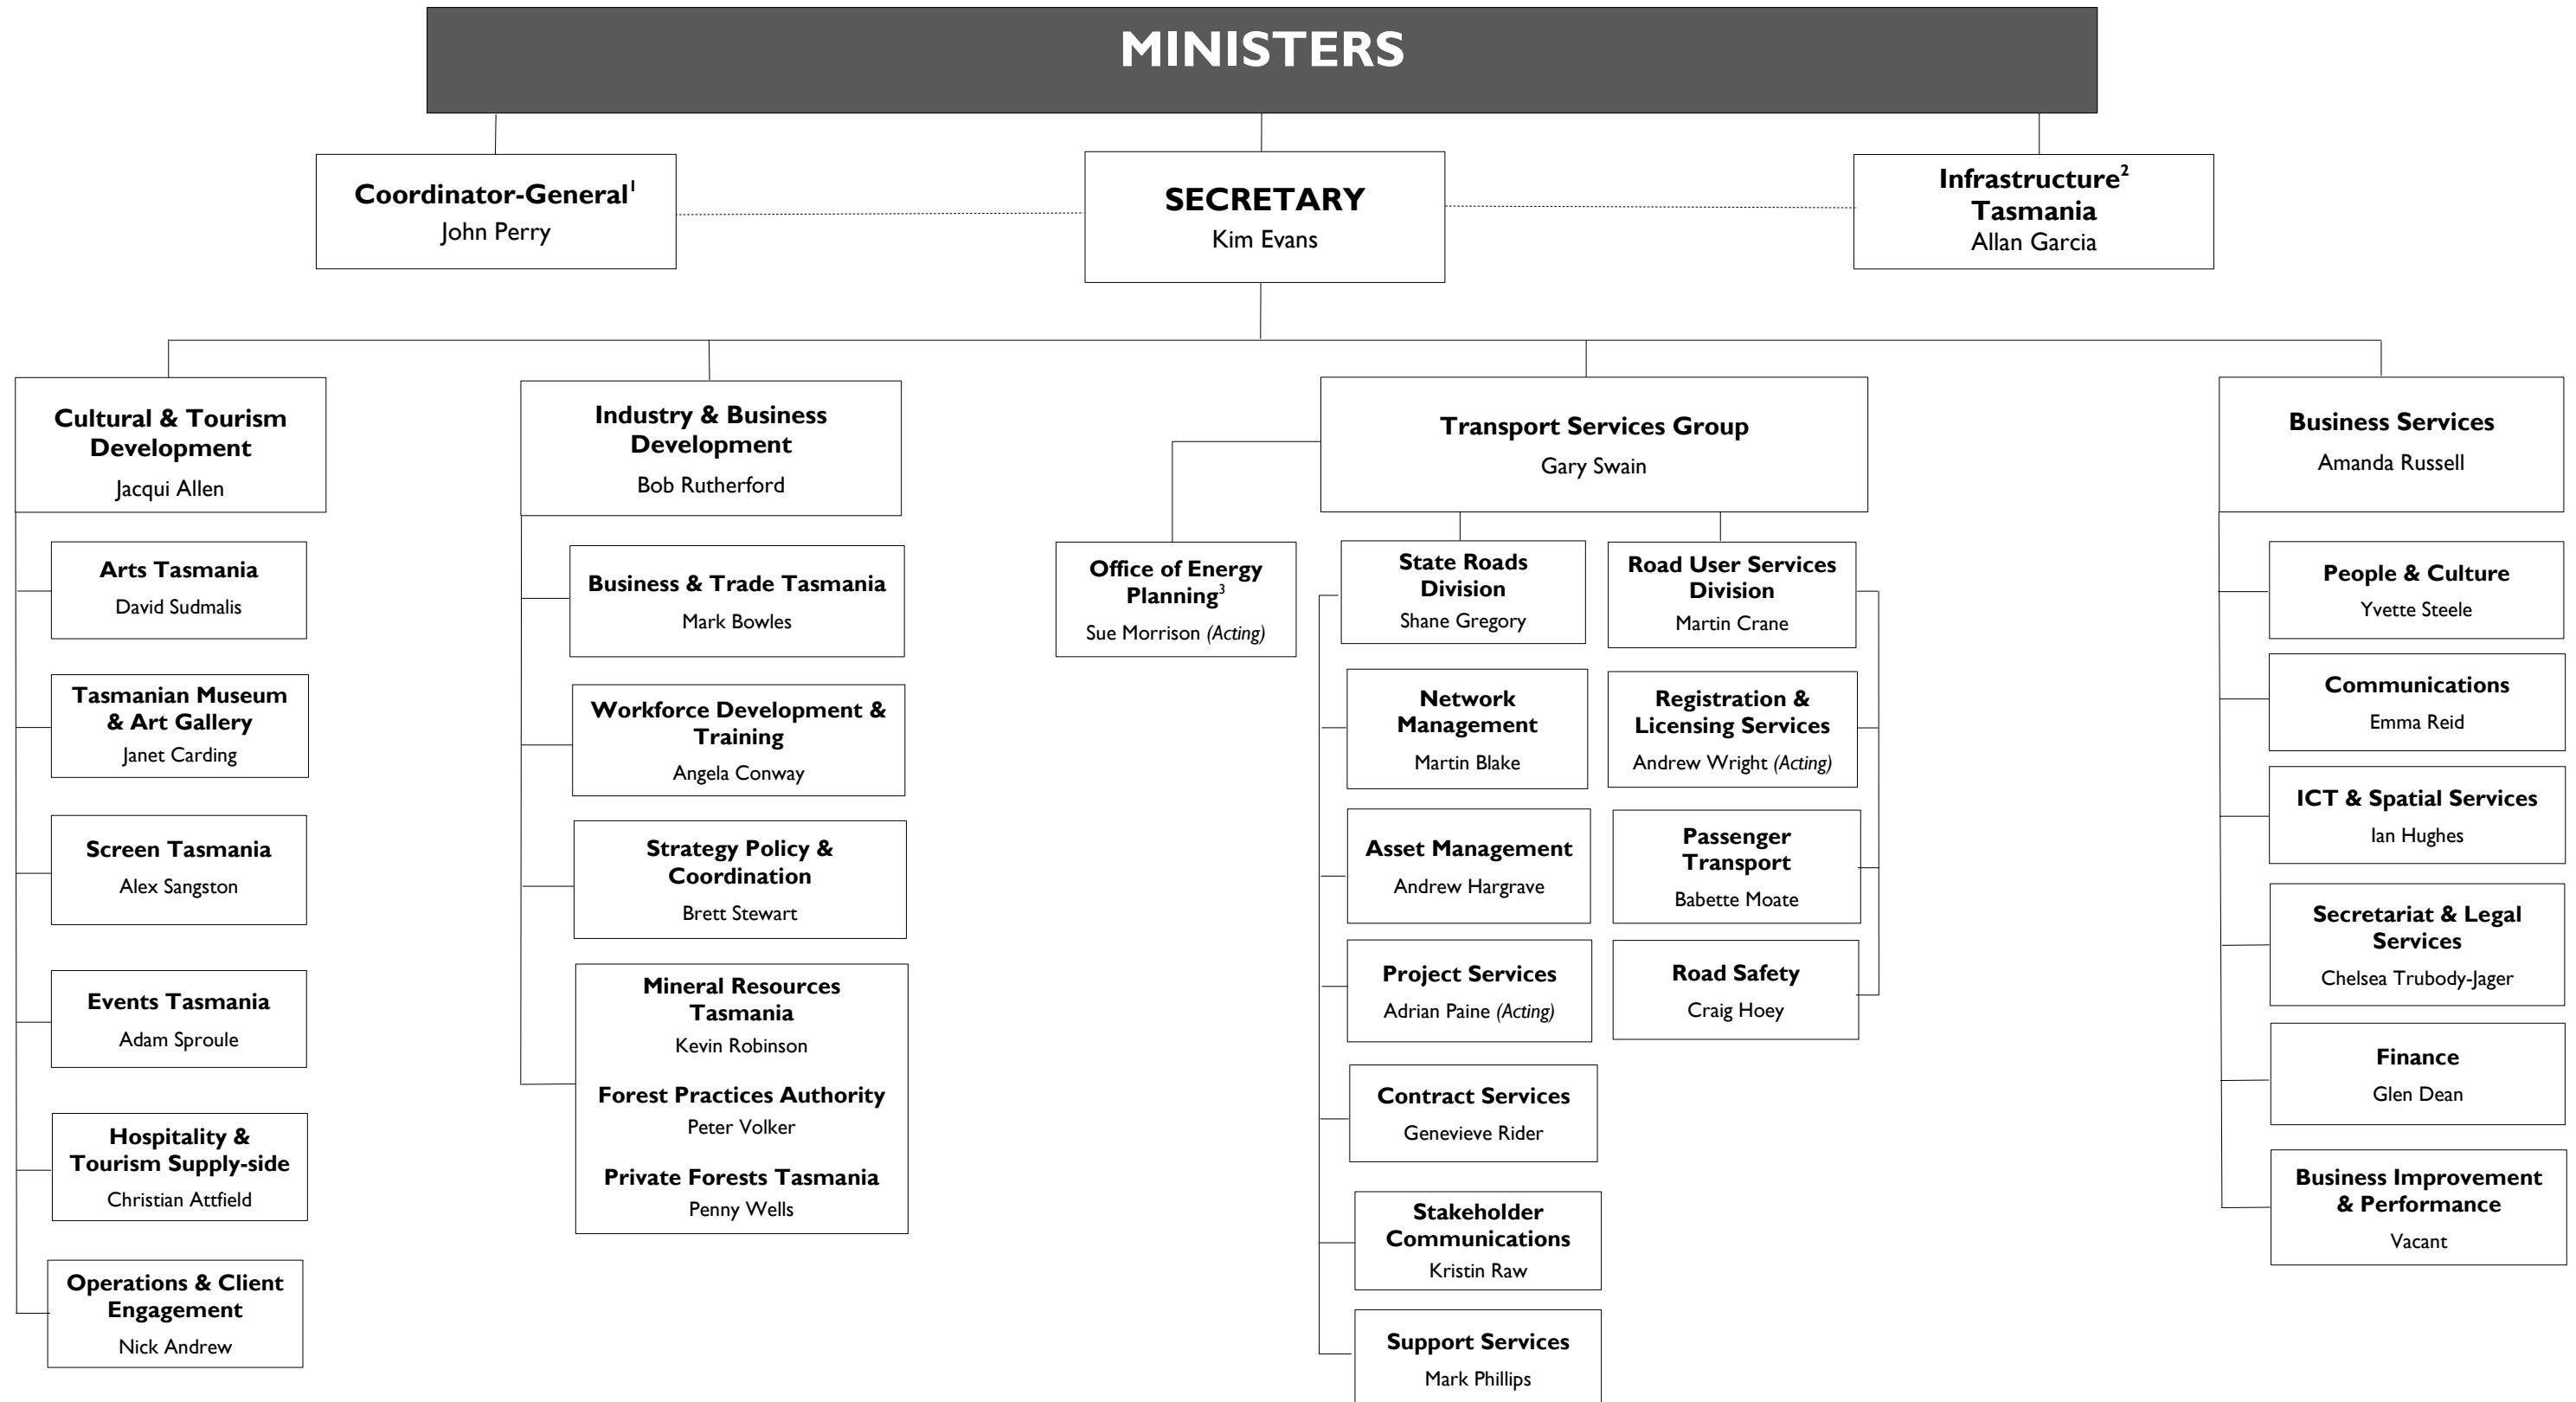 MINISTERS
Coordinator-General¹
John Perry
SECRETARY
Kim Evans
Infrastructure²
Tasmania
Allan Garcia
Cultural & Tourism
Development
Jacqui Allen
Arts Tasmania
David Sudmalis
Tasmanian Museum
& Art Gallery
Janet Carding
Screen Tasmania
Alex Sangston
Events Tasmania
Adam Sproule
Hospitality &
Tourism Supply-side
Christian Attfield
Operations & Client
Engagement
Nick Andrew
Industry & Business
Development
Bob Rutherford
Business & Trade Tasmania
Mark Bowles
Workforce Development &
Training
Angela Conway
Strategy Policy &
Coordination
Brett Stewart
Mineral Resources
Tasmania
Kevin Robinson
Forest Practices Authority
Peter Volker
Private Forests Tasmania
Penny Wells
Transport Services Group
Gary Swain
Office of Energy
Planning³
Sue Morrison (Acting)
State Roads
Division
Shane Gregory
Network
Management
Martin Blake
Asset Management
Andrew Hargrave
Project Services
Adrian Paine (Acting)
Contract Services
Genevieve Rider
Stakeholder
Communications
Kristin Raw
Support Services
Mark Phillips
Road User Services
Division
Martin Crane
Registration &
Licensing Services
Andrew Wright (Acting)
Passenger
Transport
Babette Moate
Road Safety
Craig Hoey
Business Services
Amanda Russell
People & Culture
Yvette Steele
Communications
Emma Reid
ICT & Spatial Services
Ian Hughes
Secretariat & Legal
Services
Chelsea Trubody-Jager
Finance
Glen Dean
Business Improvement
& Performance
Vacant